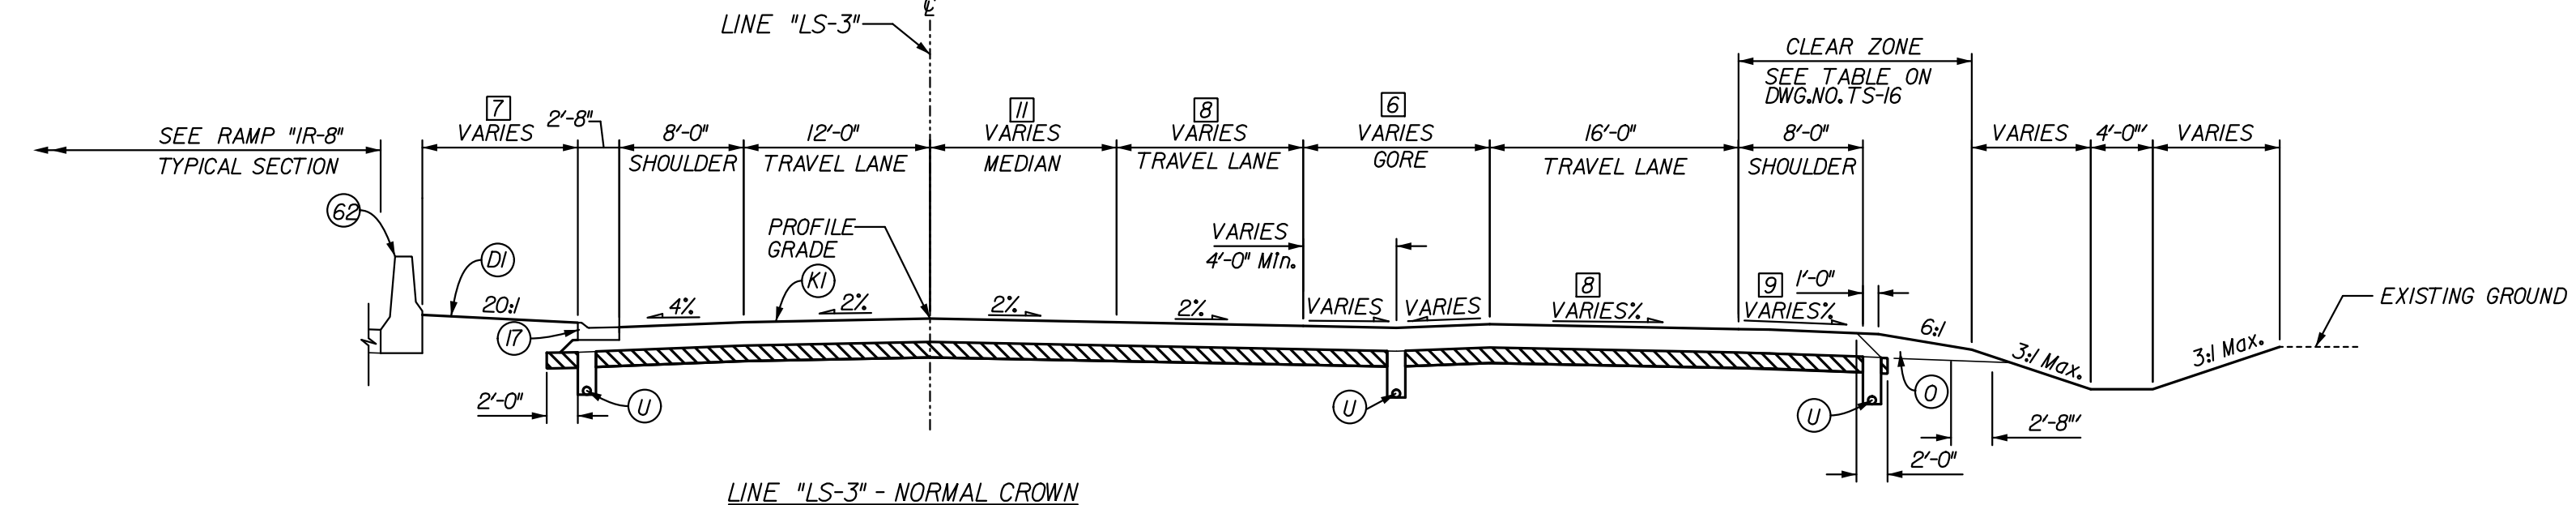 ℄
LINE "LS-3"
CLEAR ZONE
SEE TABLE ON
DWG.NO.TS-16
7
VARIES
2'-8"
11
VARIES
MEDIAN
8
VARIES
TRAVEL LANE
6
VARIES
GORE
SEE RAMP "IR-8"
TYPICAL SECTION
8'-0"
SHOULDER
12'-0"
TRAVEL LANE
16'-0"
TRAVEL LANE
8'-0"
SHOULDER
VARIES
4'-0"'
VARIES
62
PROFILE
GRADE
VARIES
4'-0" Min.
D1
K1
20:1
4%
2%
2%
2%
VARIES
VARIES
8
VARIES%
9
VARIES%
1'-0"
6:1
3:1 Max.
3:1 Max.
EXISTING GROUND
17
2'-0"
U
U
U
O
2'-8"'
2'-0"
LINE "LS-3" - NORMAL CROWN